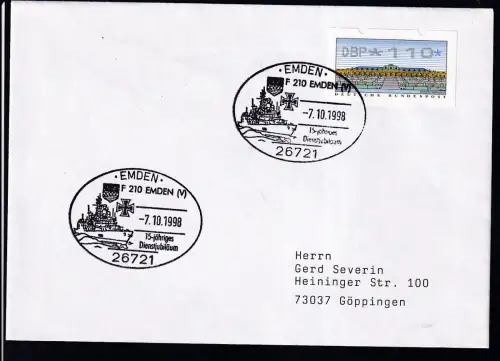 DBP*110*
DEUTSCHE BUNDESPOST
· EMDEN ·
F 210 EMDEN (V)
-7.10.1998
15-jähriges
Dienstjubiläum
26721
· EMDEN ·
F 210 EMDEN (V)
-7.10.1998
15-jähriges
Dienstjubiläum
26721
Herrn
Gerd Severin
Heininger Str. 100
73037 Göppingen